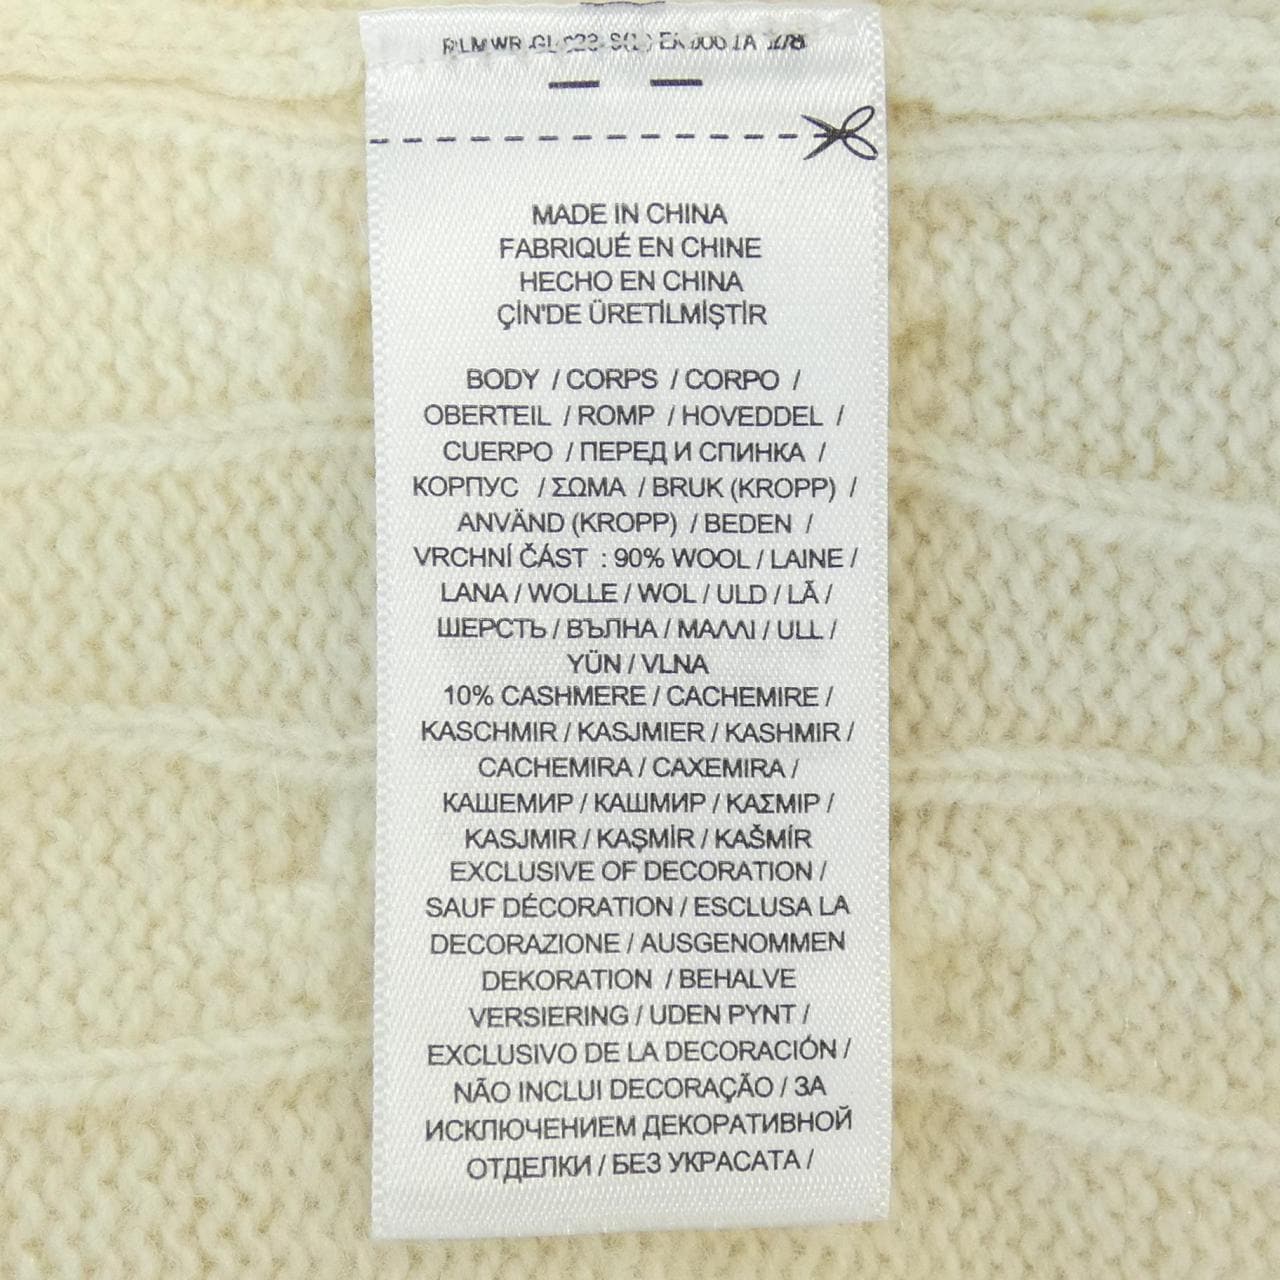 MADE IN CHINA
FABRIQUÉ EN CHINE
HECHO EN CHINA
ÇİN'DE ÜRETİLMİŞTİR
BODY / CORPS / CORPO /
OBERTEIL / ROMP / HOVEDDEL /
CUERPO / ПЕРЕД И СПИНКА /
КОРПУС / ΣΩΜΑ / BRUK (KROPP) /
ANVÄND (KROPP) / BEDEN /
VRCHNÍ ČÁST : 90% WOOL / LAINE /
LANA / WOLLE / WOL / ULD / LÃ /
ШЕРСТЬ / ВЪЛНА / ΜΑΛΛΙ / ULL /
YÜN / VLNA
10% CASHMERE / CACHEMIRE /
KASCHMIR / KASJMIER / KASHMIR /
CACHEMIRA / CAXEMIRA /
КАШЕМИР / КАШМИР / ΚΑΣΜΙΡ /
KASJMIR / KAŞMİR / KAŠMÍR
EXCLUSIVE OF DECORATION /
SAUF DÉCORATION / ESCLUSA LA
DECORAZIONE / AUSGENOMMEN
DEKORATION / BEHALVE
VERSIERING / UDEN PYNT /
EXCLUSIVO DE LA DECORACIÓN /
NÃO INCLUI DECORAÇÃO / ЗА
ИСКЛЮЧЕНИЕМ ДЕКОРАТИВНОЙ
ОТДЕЛКИ / БЕЗ УКРАСАТА /